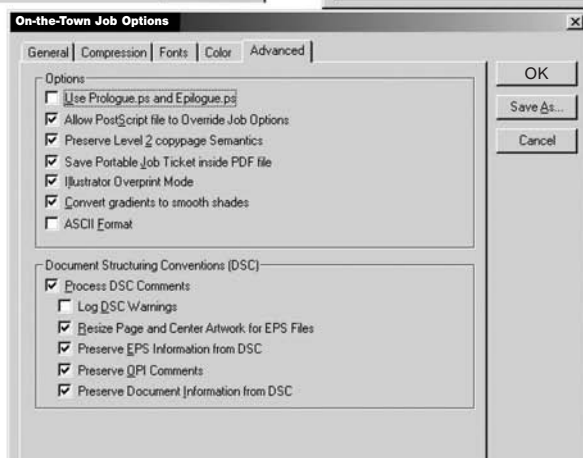 On-the-Town Job Options
General Compression Fonts Color Advanced
Options
Use Prologue.ps and Epilogue.ps
Allow PostScript file to Override Job Options
Preserve Level 2 copypage Semantics
Save Portable Job Ticket inside PDF file
Illustrator Overprint Mode
Convert gradients to smooth shades
ASCII Format
Document Structuring Conventions (DSC)
Process DSC Comments
Log DSC Warnings
Resize Page and Center Artwork for EPS Files
Preserve EPS Information from DSC
Preserve OPI Comments
Preserve Document Information from DSC
OK
Save As...
Cancel